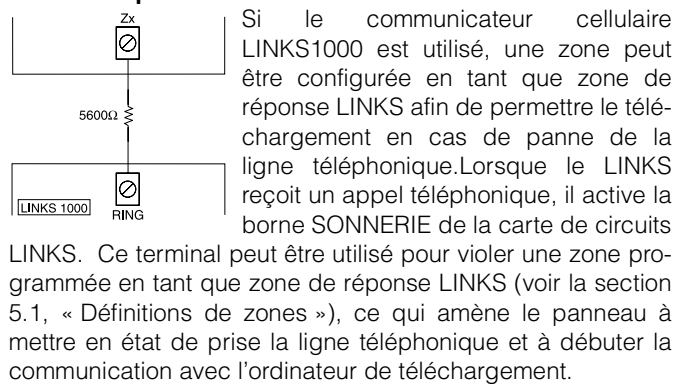 Zx
5600Ω
LINKS 1000
RING
Si le communicateur cellulaire
LINKS1000 est utilisé, une zone peut
être configurée en tant que zone de
réponse LINKS afin de permettre le télé-
chargement en cas de panne de la
ligne téléphonique.Lorsque le LINKS
reçoit un appel téléphonique, il active la
borne SONNERIE de la carte de circuits
LINKS. Ce terminal peut être utilisé pour violer une zone pro-
grammée en tant que zone de réponse LINKS (voir la section
5.1, « Définitions de zones »), ce qui amène le panneau à
mettre en état de prise la ligne téléphonique et à débuter la
communication avec l'ordinateur de téléchargement.